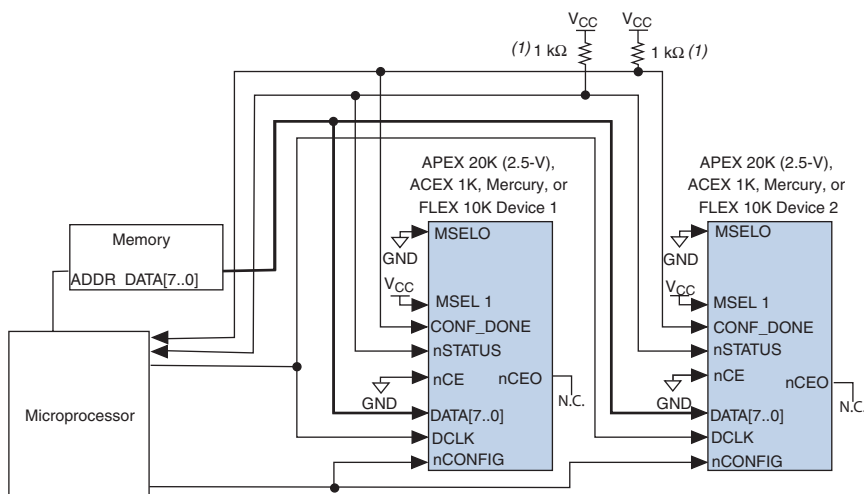 VCC VCC
(1) 1 kΩ 1 kΩ (1)
APEX 20K (2.5-V),
ACEX 1K, Mercury, or
FLEX 10K Device 1
APEX 20K (2.5-V),
ACEX 1K, Mercury, or
FLEX 10K Device 2
Memory
ADDR DATA[7..0]
Microprocessor
MSELO
GND
VCC
MSEL 1
CONF_DONE
nSTATUS
nCE
nCEO
GND
N.C.
DATA[7..0]
DCLK
nCONFIG
MSELO
GND
VCC
MSEL 1
CONF_DONE
nSTATUS
nCE
nCEO
GND
N.C.
DATA[7..0]
DCLK
nCONFIG